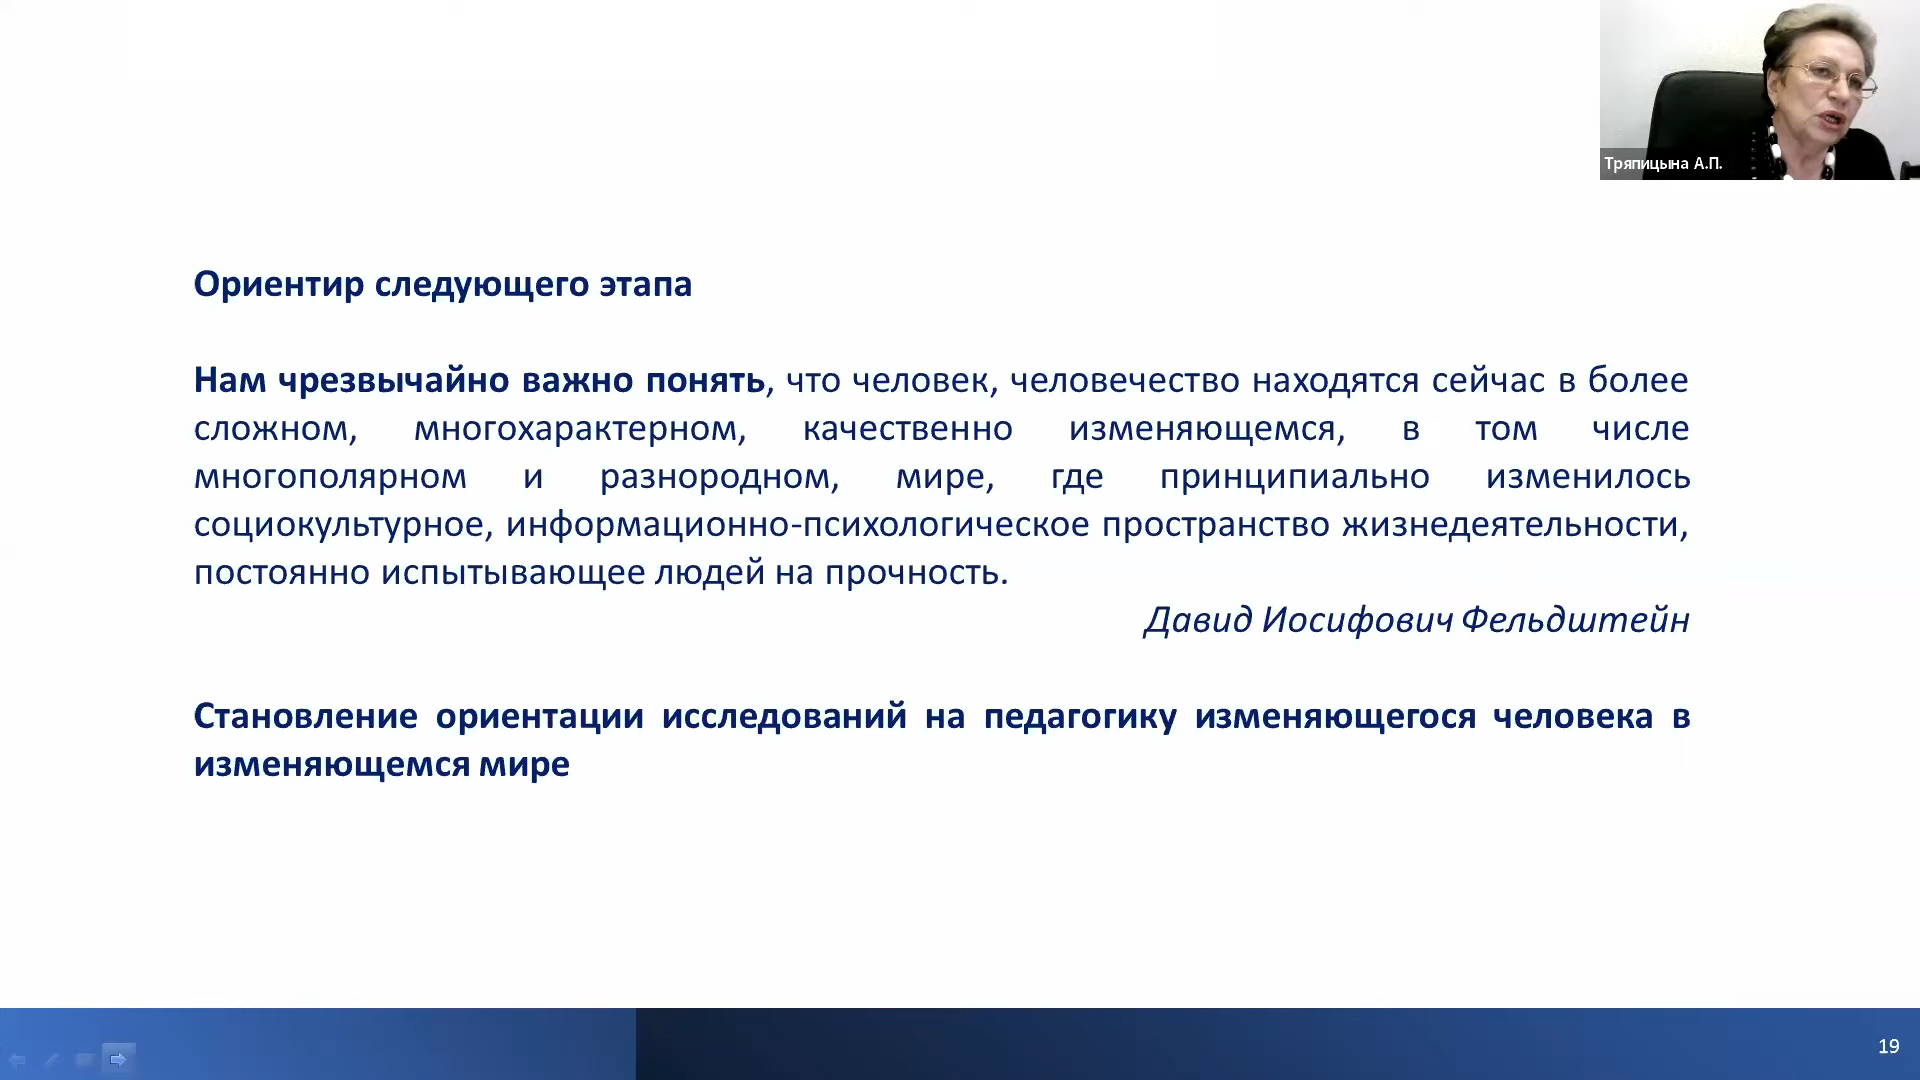 Тряпицына А.П.
Ориентир следующего этапа
Нам чрезвычайно важно понять, что человек, человечество находятся сейчас в более
сложном, многохарактерном, качественно изменяющемся, в том числе
многополярном и разнородном, мире, где принципиально изменилось
социокультурное, информационно-психологическое пространство жизнедеятельности,
постоянно испытывающее людей на прочность.
Давид Иосифович Фельдштейн
Становление ориентации исследований на педагогику изменяющегося человека в
изменяющемся мире
19